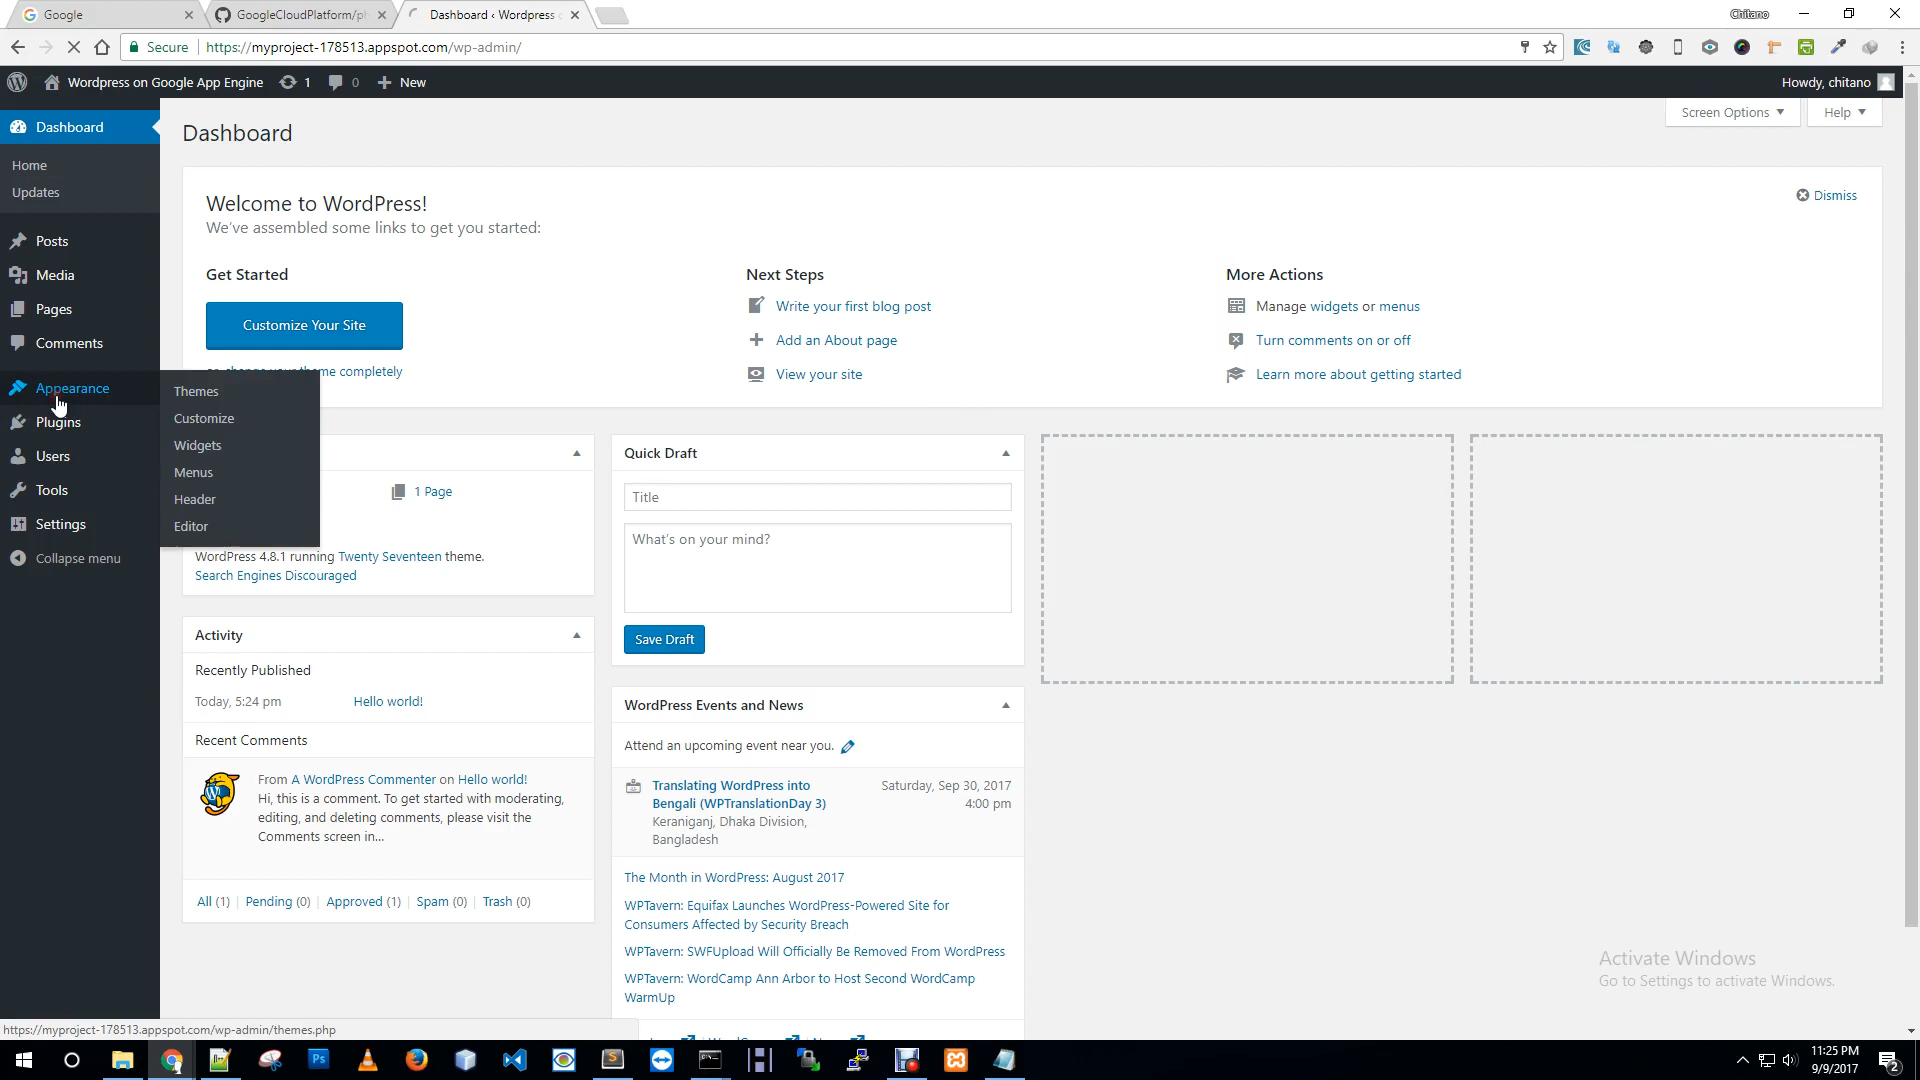 Google
GoogleCloudPlatform/ph
Dashboard ‹ Wordpress
Chitano
Secure
https://myproject-178513.appspot.com/wp-admin/
Wordpress on Google App Engine
1
0
New
Howdy, chitano
Dashboard
Home
Updates
Posts
Media
Pages
Comments
Appearance
Plugins
Users
Tools
Settings
Collapse menu
Themes
Customize
Widgets
Menus
Header
Editor
Dashboard
Screen Options
Help
Welcome to WordPress!
We've assembled some links to get you started:
Dismiss
Get Started
Customize Your Site
or, change your theme completely
Next Steps
Write your first blog post
Add an About page
View your site
More Actions
Manage widgets or menus
Turn comments on or off
Learn more about getting started
1 Page
WordPress 4.8.1 running Twenty Seventeen theme.
Search Engines Discouraged
Activity
Recently Published
Today, 5:24 pm
Hello world!
Recent Comments
From A WordPress Commenter on Hello world!
Hi, this is a comment. To get started with moderating,
editing, and deleting comments, please visit the
Comments screen in...
All (1) | Pending (0) | Approved (1) | Spam (0) | Trash (0)
Quick Draft
Title
What's on your mind?
Save Draft
WordPress Events and News
Attend an upcoming event near you.
Translating WordPress into
Bengali (WPTranslationDay 3)
Keraniganj, Dhaka Division,
Bangladesh
Saturday, Sep 30, 2017
4:00 pm
The Month in WordPress: August 2017
WPTavern: Equifax Launches WordPress-Powered Site for
Consumers Affected by Security Breach
WPTavern: SWFUpload Will Officially Be Removed From WordPress
WPTavern: WordCamp Ann Arbor to Host Second WordCamp
WarmUp
Activate Windows
Go to Settings to activate Windows.
https://myproject-178513.appspot.com/wp-admin/themes.php
11:25 PM
9/9/2017
2